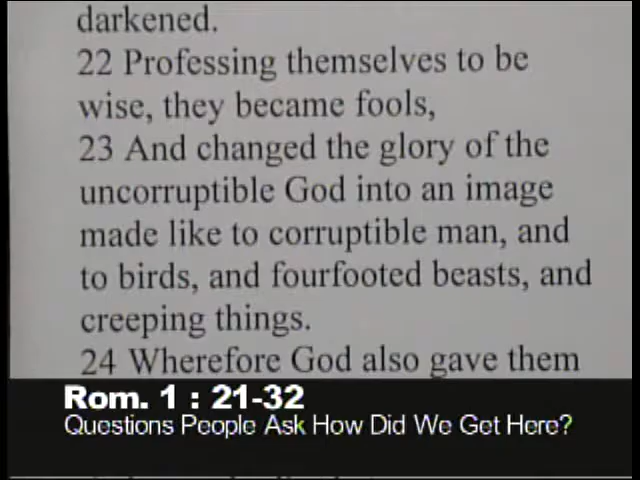 darkened.
22 Professing themselves to be
wise, they became fools,
23 And changed the glory of the
uncorruptible God into an image
made like to corruptible man, and
to birds, and fourfooted beasts, and
creeping things.
24 Wherefore God also gave them
Rom. 1 : 21-32
Questions People Ask How Did We Get Here?